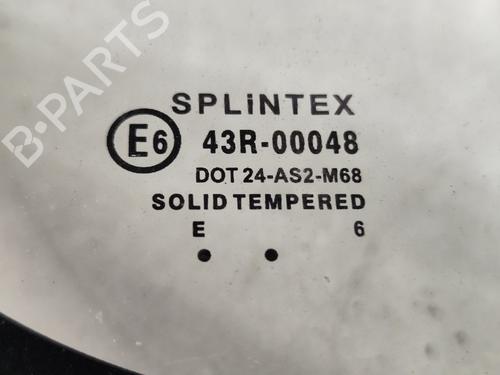 SPLiNTEX
E6 43R-00048
DOT 24-AS2-M68
SOLID TEMPERED
E 6
B-PARTS